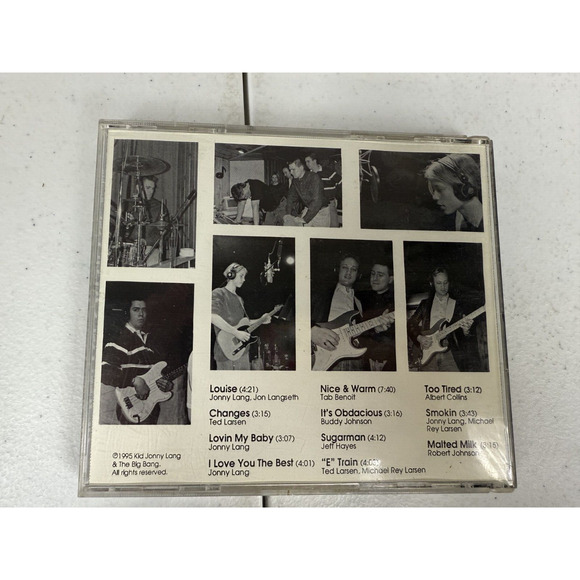 Louise (4:21)
Jonny Lang, Jon Langseth
Changes (3:15)
Ted Larsen
Lovin My Baby (3:07)
Jonny Lang
I Love You The Best (4:01)
Jonny Lang
Nice & Warm (7:40)
Tab Benoit
It's Obdacious (3:16)
Buddy Johnson
Sugarman (4:12)
Jeff Hayes
"E" Train
Ted Larsen, Michael Rey Larsen
Too Tired (3:12)
Albert Collins
Smokin (3:43)
Jonny Lang, Michael
Rey Larsen
Malted Milk
Robert Johnson
℗1995 Kid Jonny Lang
& The Big Bang.
All rights reserved.